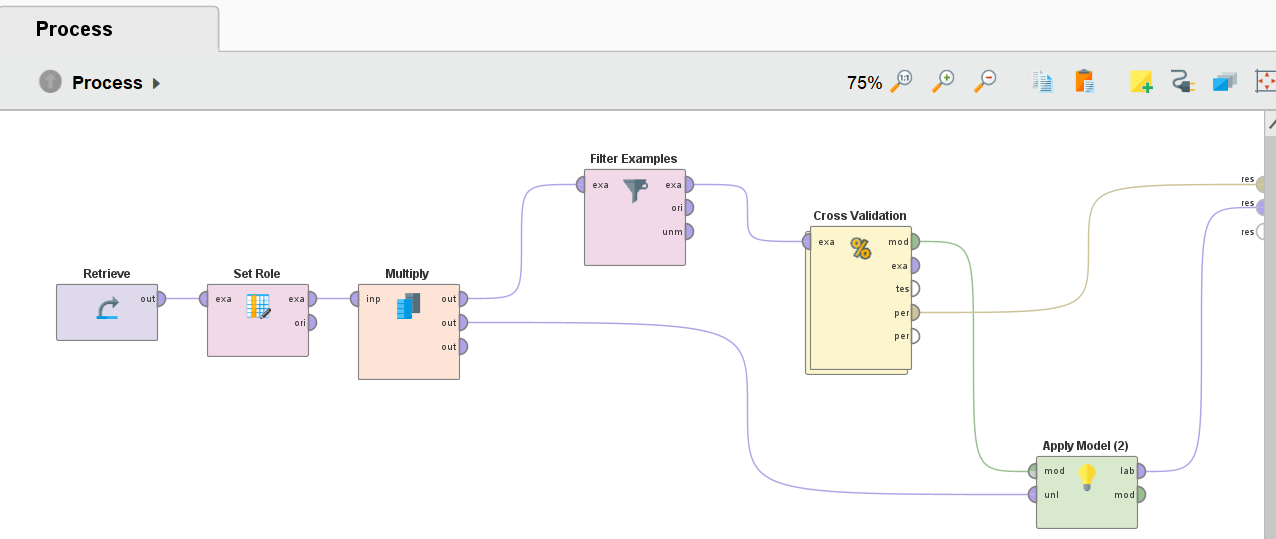 Process
Process
75%
1:1
res
res
res
Filter Examples
exa exa
ori
unm
Cross Validation
exa mod
exa
tes
per
per
Retrieve
out
Set Role
exa exa
ori
Multiply
inp out
out
out
Apply Model (2)
mod lab
unl mod